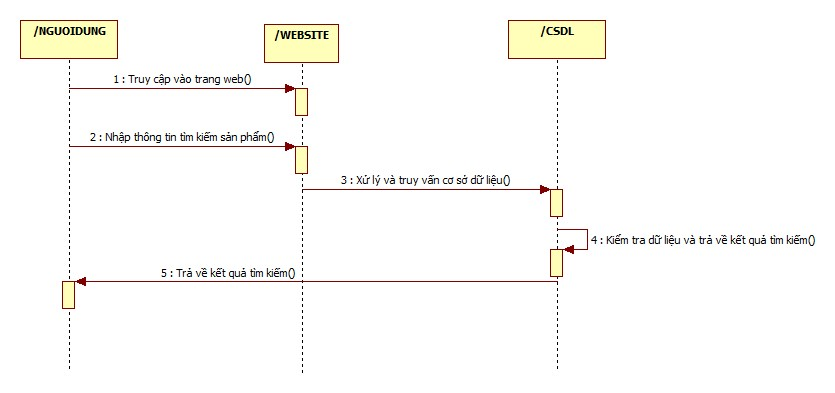 /NGUOIDUNG
/WEBSITE
/CSDL
1 : Truy cập vào trang web()
2 : Nhập thông tin tìm kiếm sản phẩm()
3 : Xử lý và truy vấn cơ sở dữ liệu()
4 : Kiểm tra dữ liệu và trả về kết quả tìm kiếm()
5 : Trả về kết quả tìm kiếm()